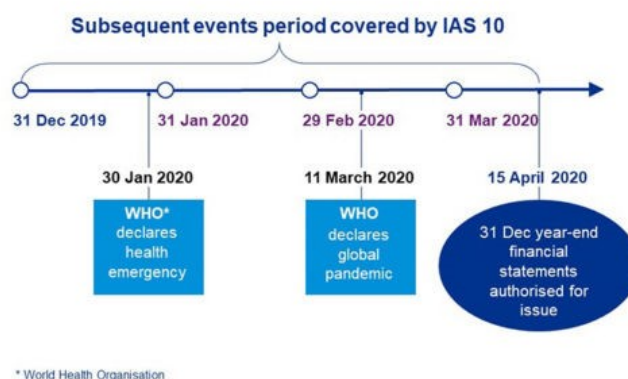 Subsequent events period covered by IAS 10
31 Dec 2019
31 Jan 2020
29 Feb 2020
31 Mar 2020
30 Jan 2020
11 March 2020
15 April 2020
WHO*
declares
health
emergency
WHO
declares
global
pandemic
31 Dec year-end
financial
statements
authorised for
issue
* World Health Organisation